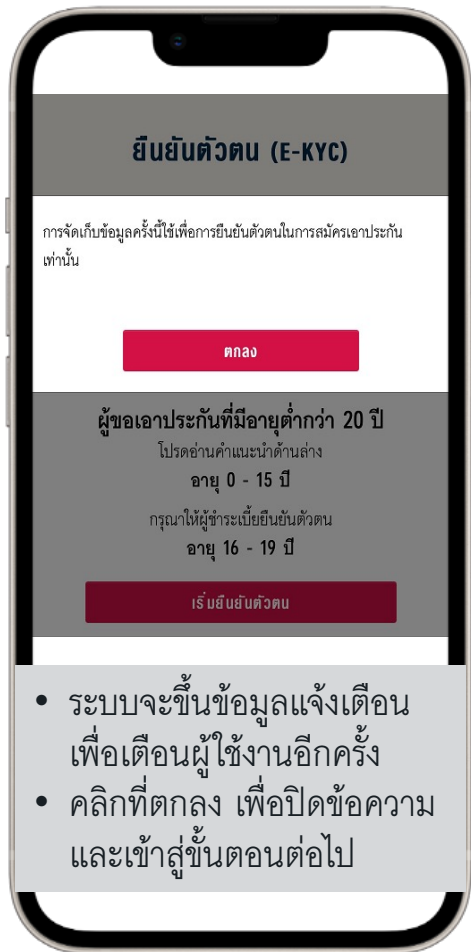 ยืนยันตัวตน (E-KYC)
การจัดเก็บข้อมูลครั้งนี้ใช้เพื่อการยืนยันตัวตนในการสมัครเอาประกัน
เท่านั้น
ตกลง
ผู้ขอเอาประกันที่มีอายุต่ำกว่า 20 ปี
โปรดอ่านคำแนะนำด้านล่าง
อายุ 0 - 15 ปี
กรุณาให้ผู้ชำระเบี้ยยืนยันตัวตน
อายุ 16 - 19 ปี
เริ่มยืนยันตัวตน
• ระบบจะขึ้นข้อมูลแจ้งเตือน
เพื่อเตือนผู้ใช้งานอีกครั้ง
• คลิกที่ตกลง เพื่อปิดข้อความ
และเข้าสู่ขั้นตอนต่อไป